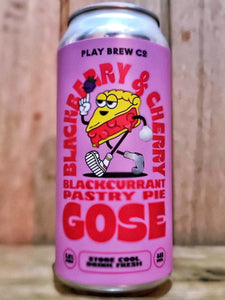 PLAY BREW CO
BLACKBERRY & CHERRY
BLACKCURRANT
PASTRY PIE
GOSE
STORE COOL
DRINK FRESH